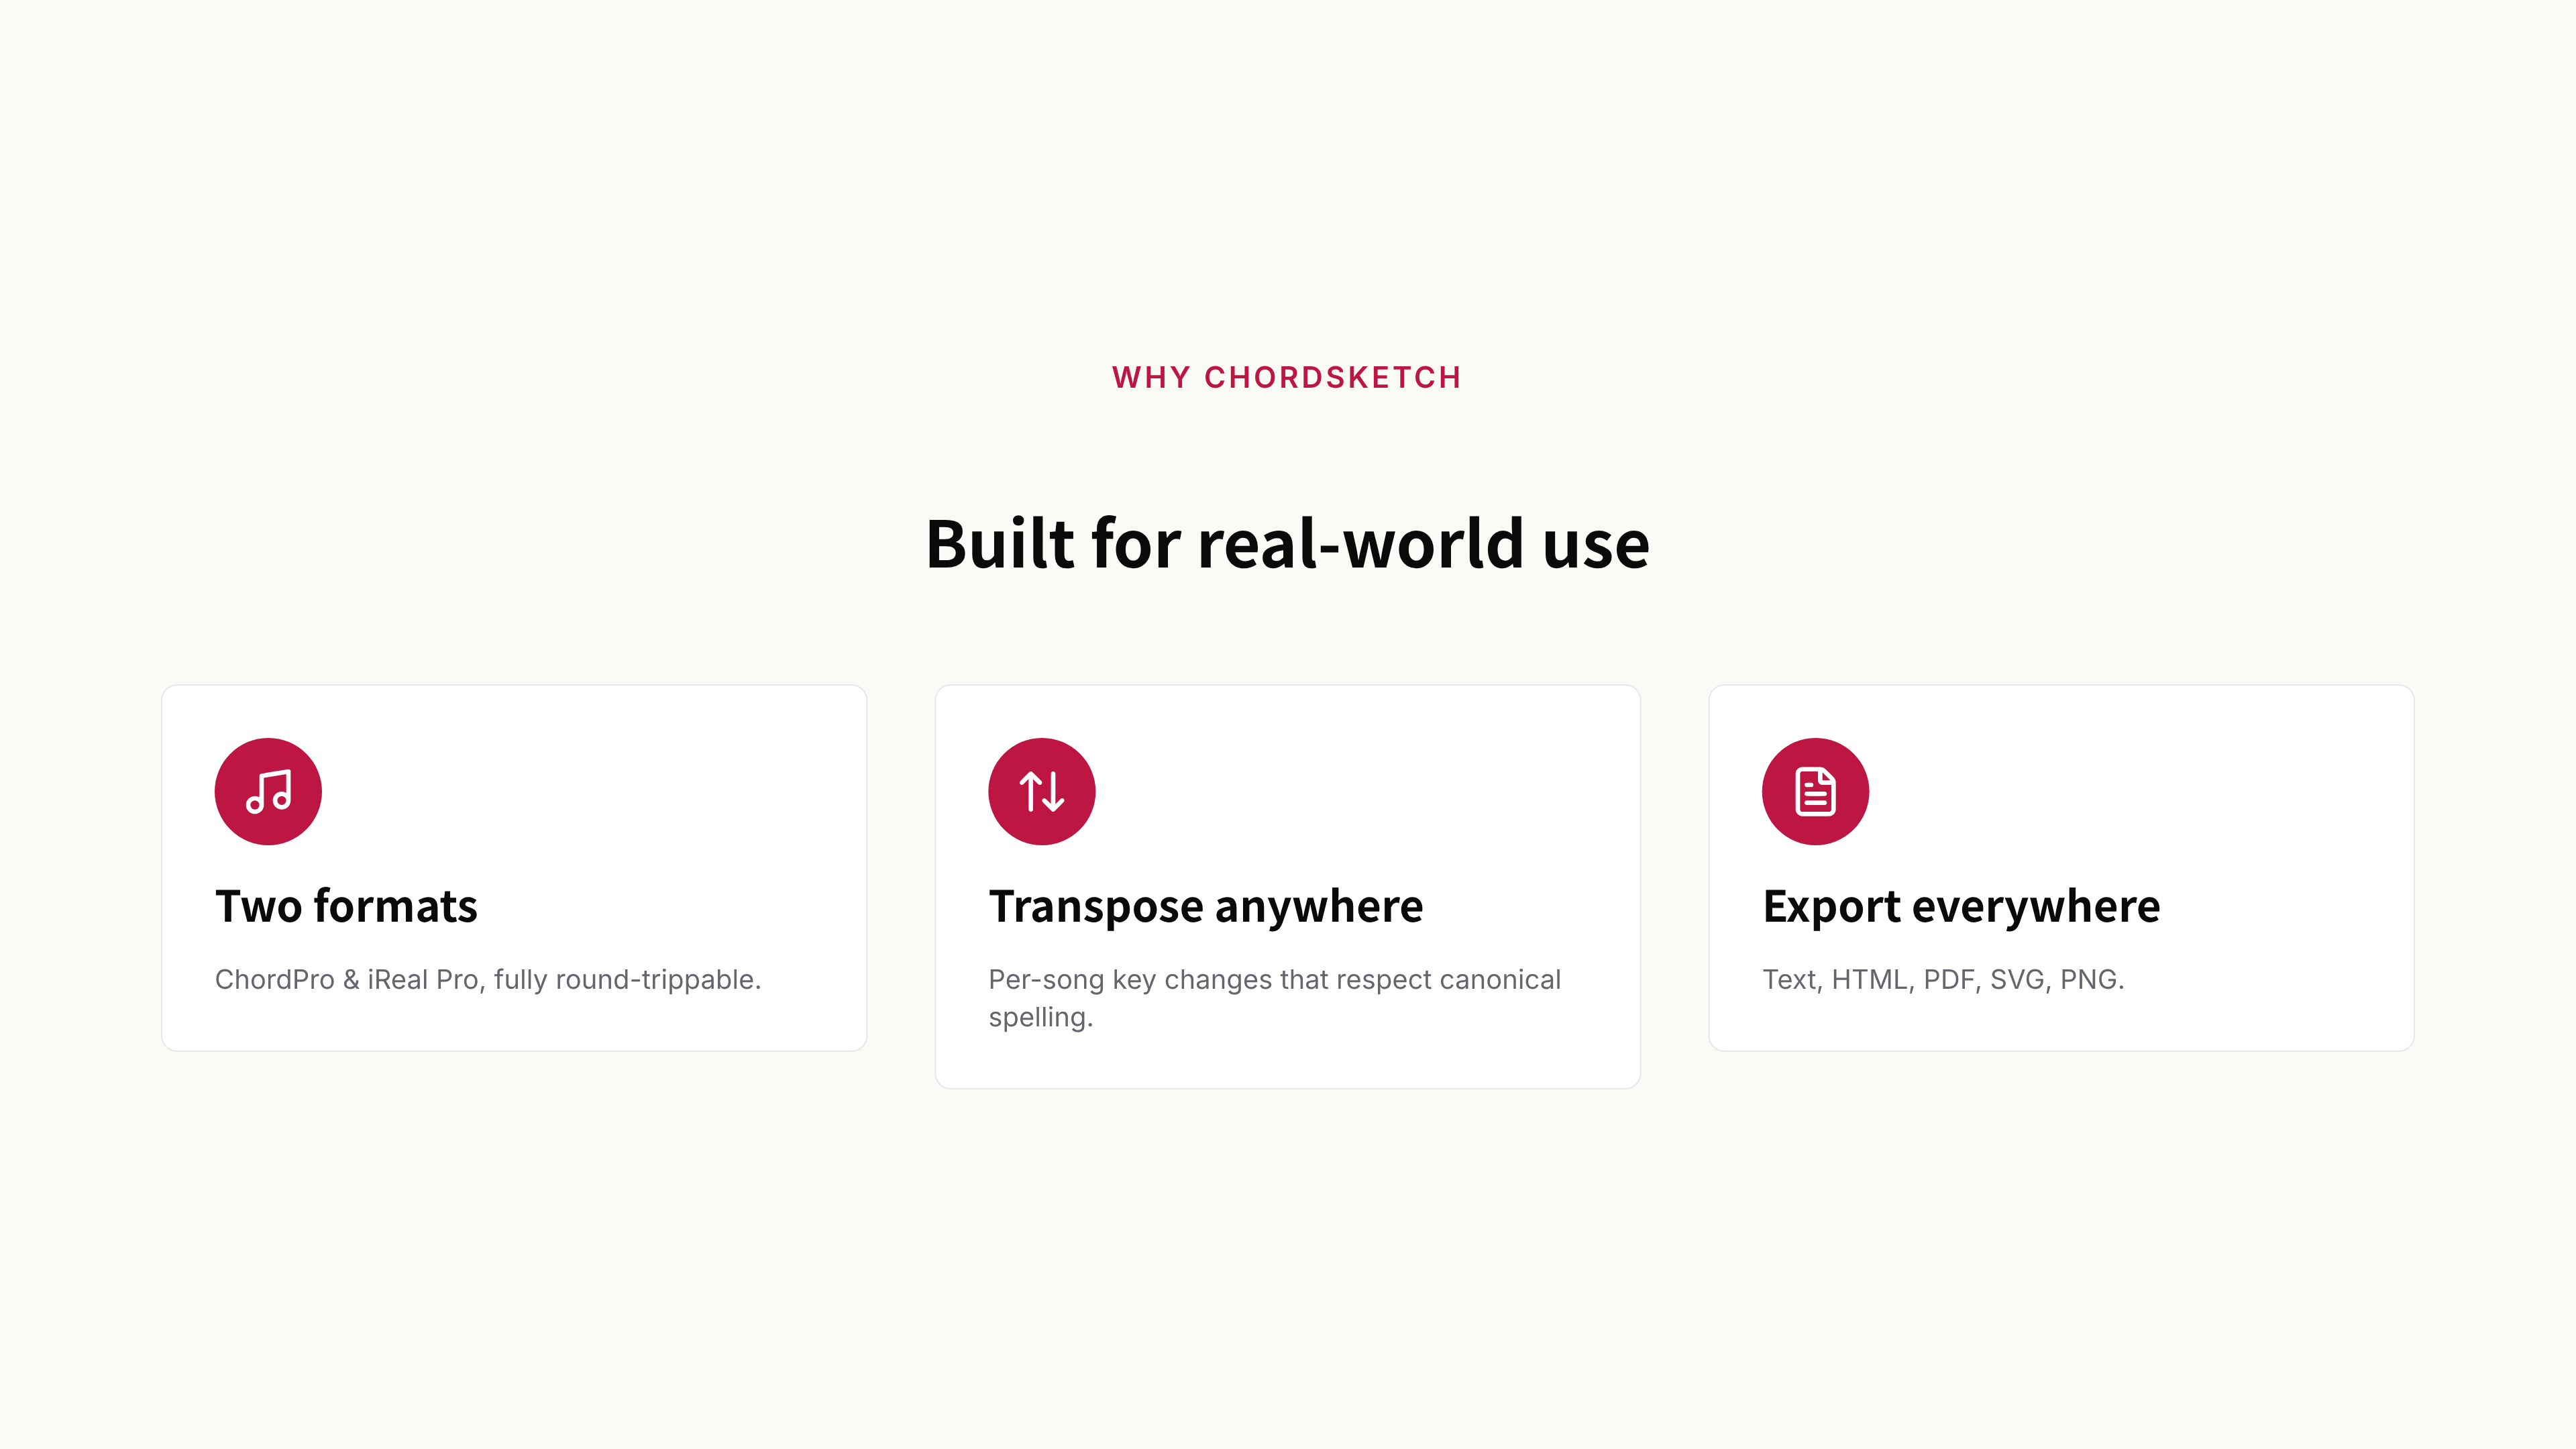 WHY CHORDSKETCH
Built for real-world use
Two formats
ChordPro & iReal Pro, fully round-trippable.
Transpose anywhere
Per-song key changes that respect canonical
spelling.
Export everywhere
Text, HTML, PDF, SVG, PNG.